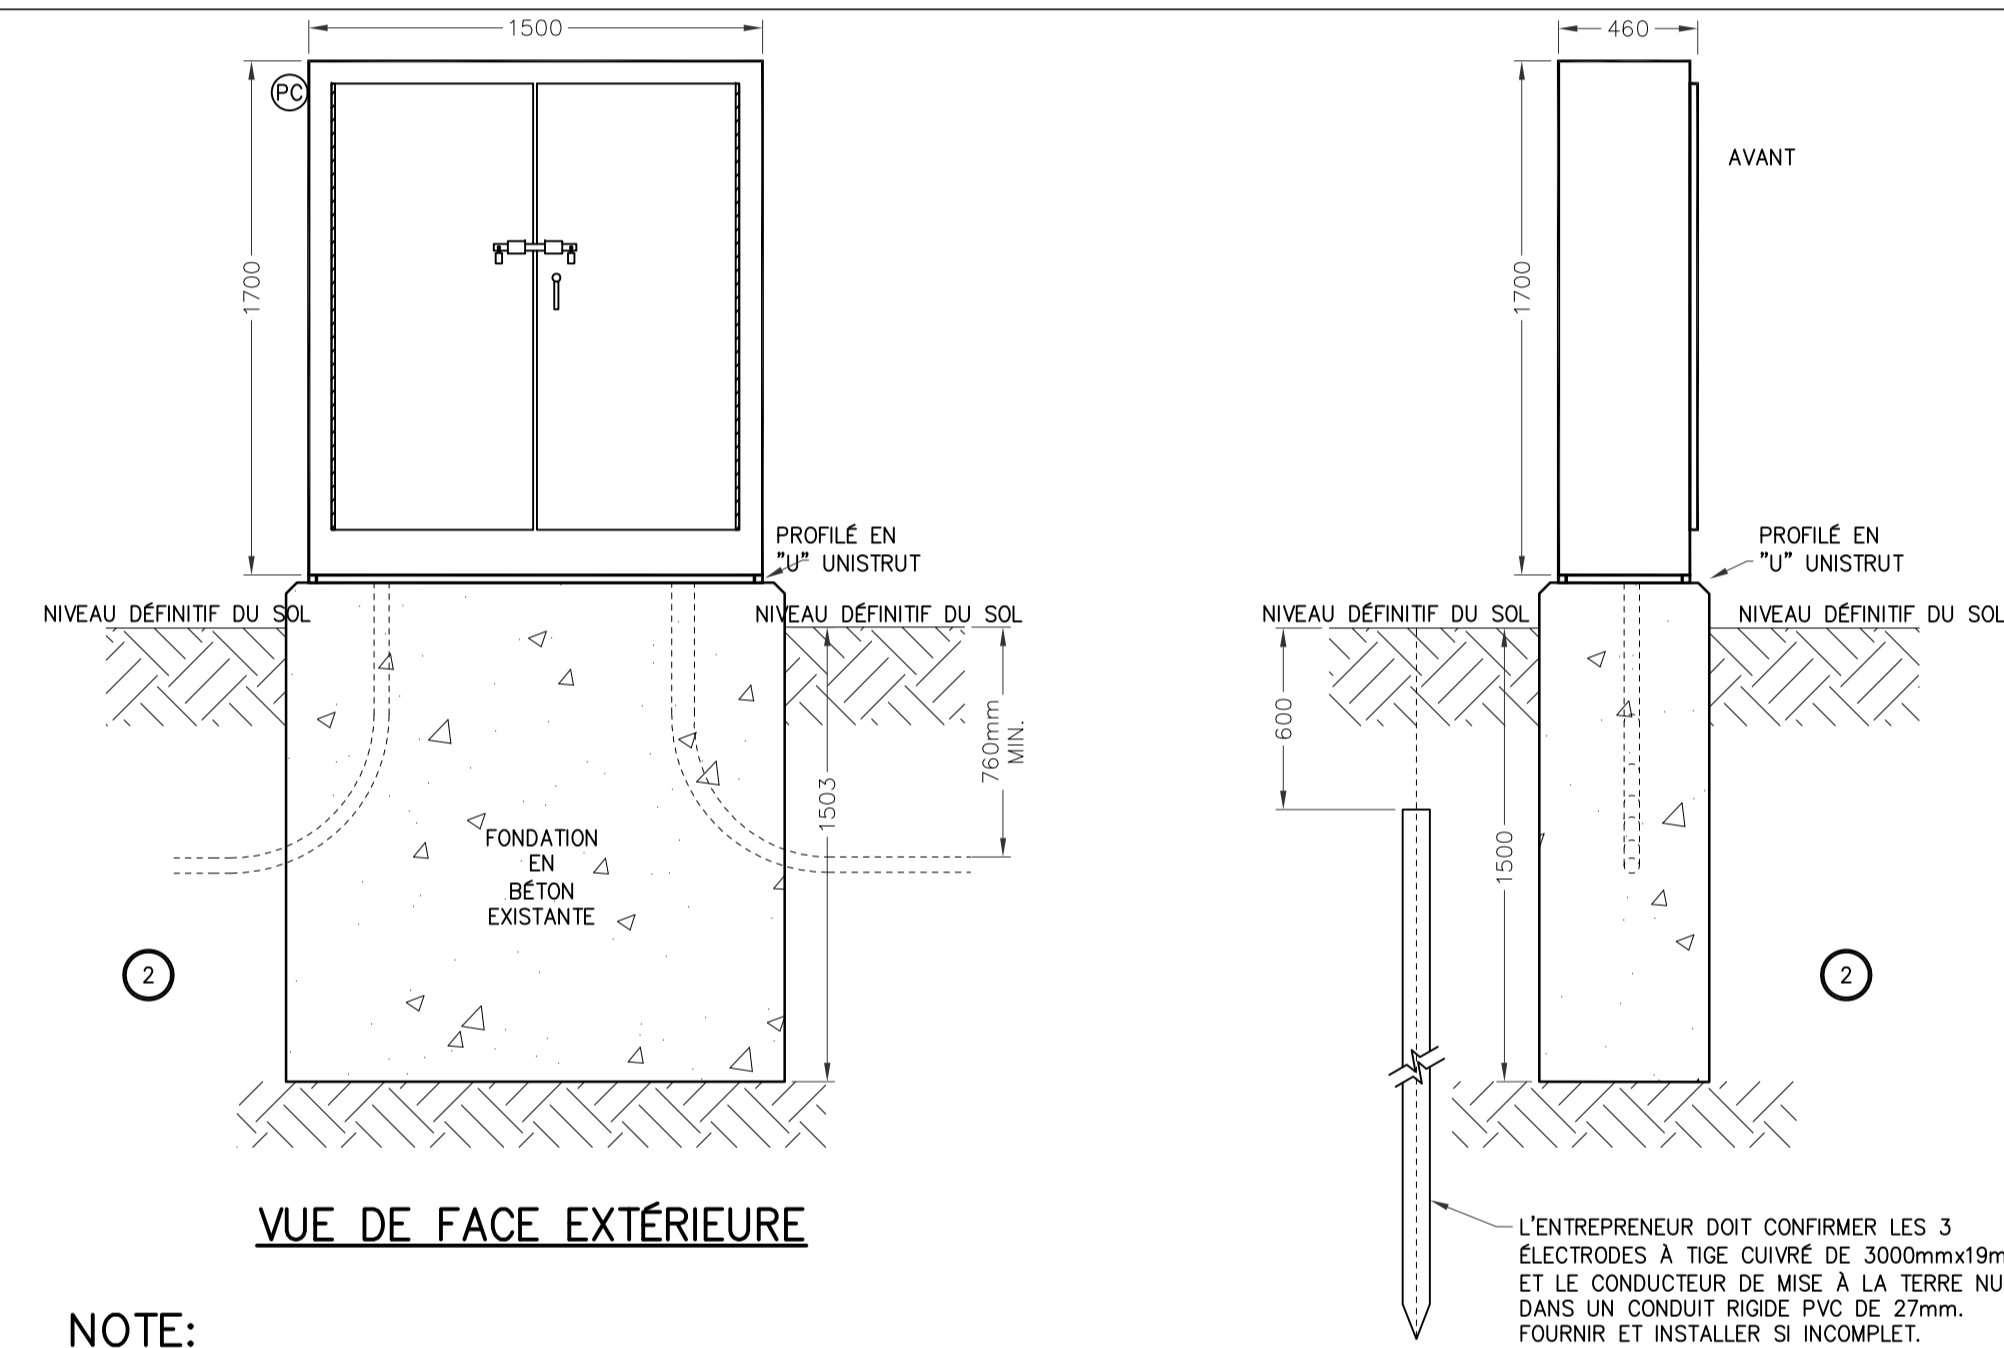 1500
PC
1700
PROFILÉ EN
"U" UNISTRUT
NIVEAU DÉFINITIF DU SOL
NIVEAU DÉFINITIF DU SOL
760mm
MIN.
1503
FONDATION
EN
BÉTON
EXISTANTE
2
VUE DE FACE EXTÉRIEURE
NOTE:
460
1700
AVANT
PROFILÉ EN
"U" UNISTRUT
NIVEAU DÉFINITIF DU SOL
NIVEAU DÉFINITIF DU SOL
600
1500
2
L'ENTREPRENEUR DOIT CONFIRMER LES 3
ÉLECTRODES À TIGE CUIVRÉ DE
ET LE CONDUCTEUR DE MISE À LA TERRE NU
DANS UN CONDUIT RIGIDE PVC DE 27mm.
FOURNIR ET INSTALLER SI INCOMPLET.